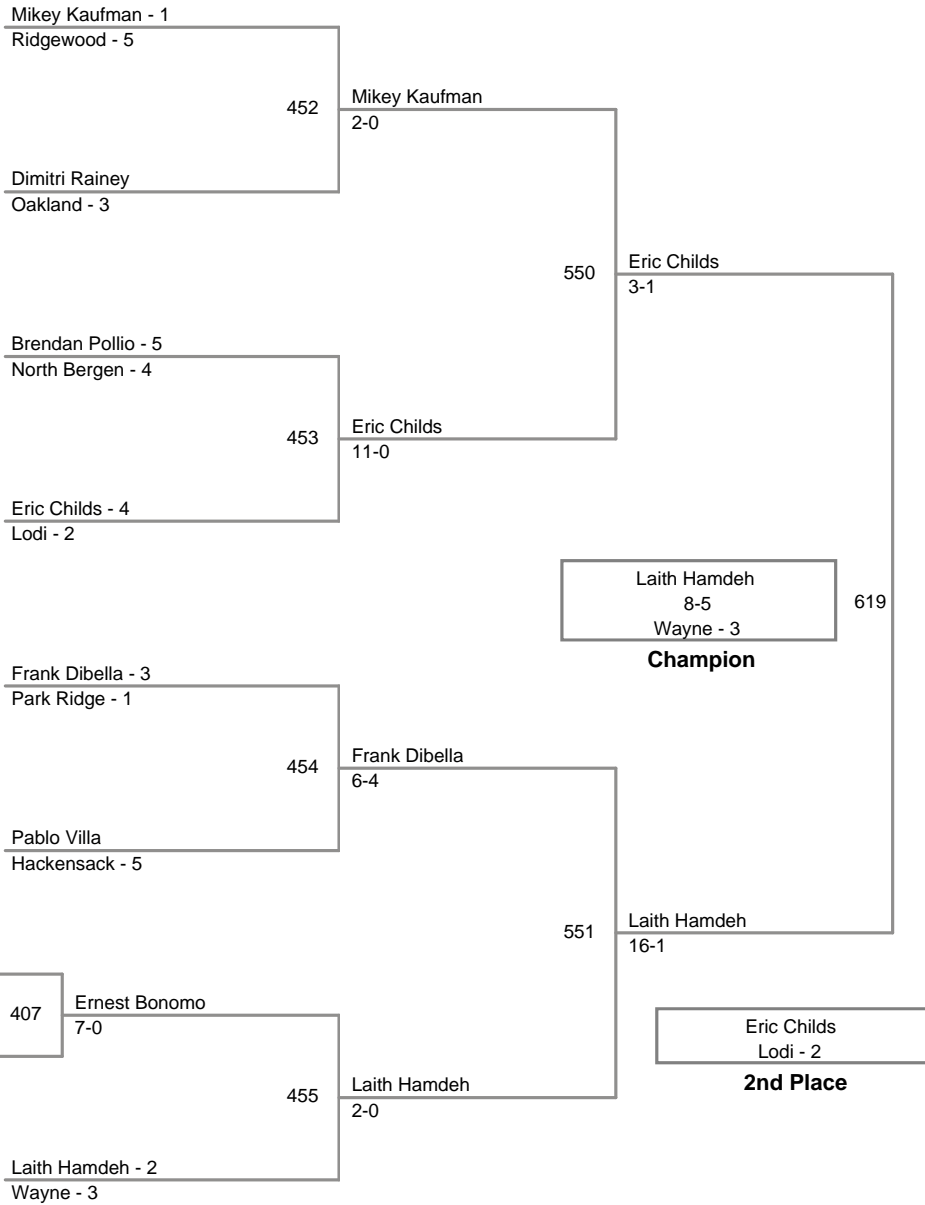 Mikey Kaufman - 1
Ridgewood - 5
452
Mikey Kaufman
2-0
Dimitri Rainey
Oakland - 3
550
Eric Childs
3-1
Brendan Pollio - 5
North Bergen - 4
453
Eric Childs
11-0
Eric Childs - 4
Lodi - 2
Laith Hamdeh
8-5
Wayne - 3
Champion
619
Frank Dibella - 3
Park Ridge - 1
454
Frank Dibella
6-4
Pablo Villa
Hackensack - 5
551
Laith Hamdeh
16-1
407
Ernest Bonomo
7-0
Eric Childs
Lodi - 2
2nd Place
455
Laith Hamdeh
2-0
Laith Hamdeh - 2
Wayne - 3